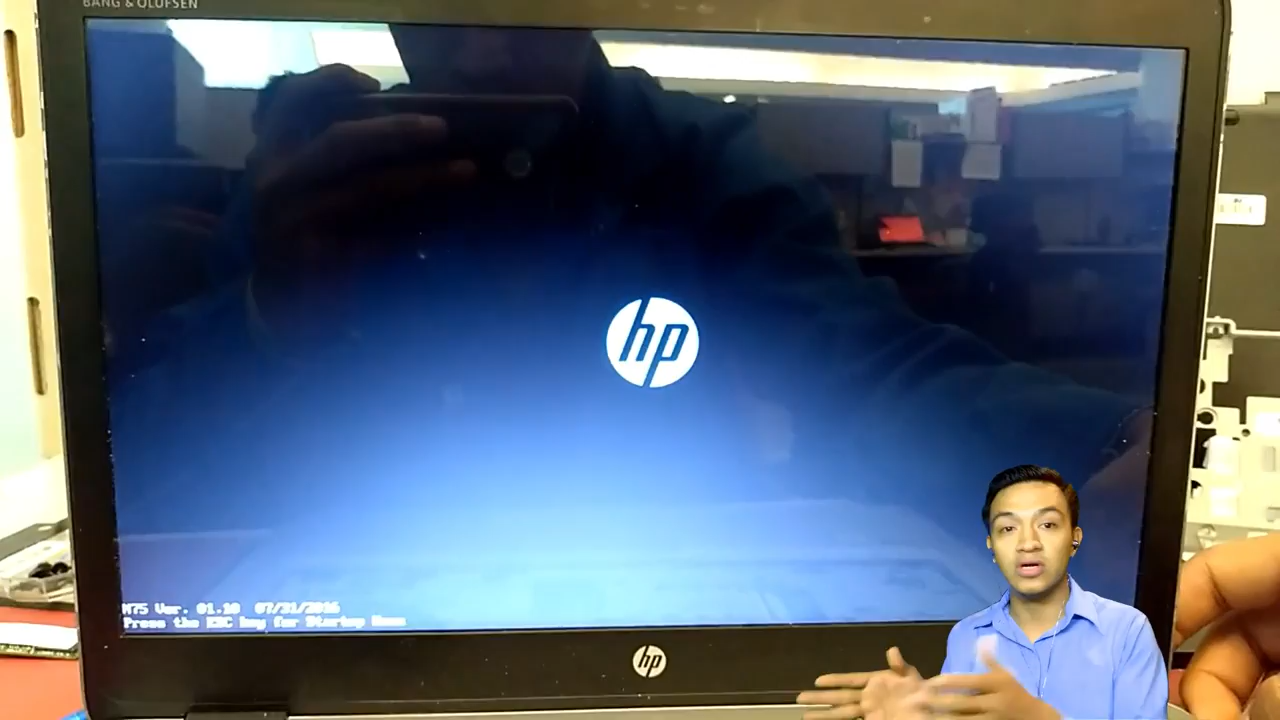 BANG & OLUFSEN
hp
N75 Ver. 01.10 07/31/2016
Press the ESC key for Startup Menu
hp